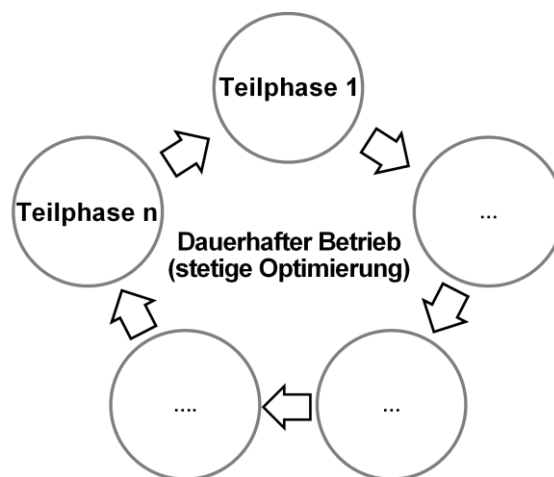 Teilphase 1
...
...
....
Teilphase n
Dauerhafter Betrieb
(stetige Optimierung)